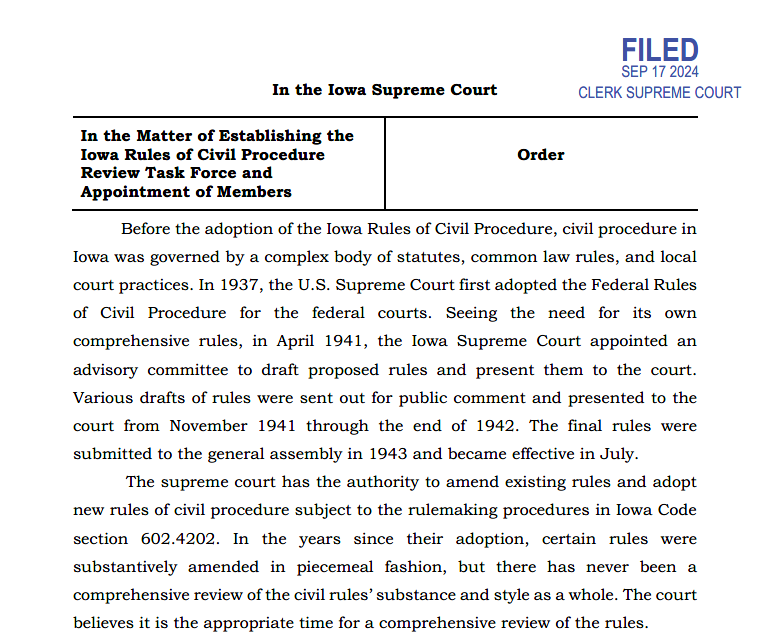 FILED
SEP 17 2024
CLERK SUPREME COURT
In the Iowa Supreme Court
In the Matter of Establishing the
Iowa Rules of Civil Procedure
Review Task Force and
Appointment of Members
Order
Before the adoption of the Iowa Rules of Civil Procedure, civil procedure in
Iowa was governed by a complex body of statutes, common law rules, and local
court practices. In 1937, the U.S. Supreme Court first adopted the Federal Rules
of Civil Procedure for the federal courts. Seeing the need for its own
comprehensive rules, in April 1941, the Iowa Supreme Court appointed an
advisory committee to draft proposed rules and present them to the court.
Various drafts of rules were sent out for public comment and presented to the
court from November 1941 through the end of 1942. The final rules were
submitted to the general assembly in 1943 and became effective in July.
The supreme court has the authority to amend existing rules and adopt
new rules of civil procedure subject to the rulemaking procedures in Iowa Code
section 602.4202. In the years since their adoption, certain rules were
substantively amended in piecemeal fashion, but there has never been a
comprehensive review of the civil rules’ substance and style as a whole. The court
believes it is the appropriate time for a comprehensive review of the rules.